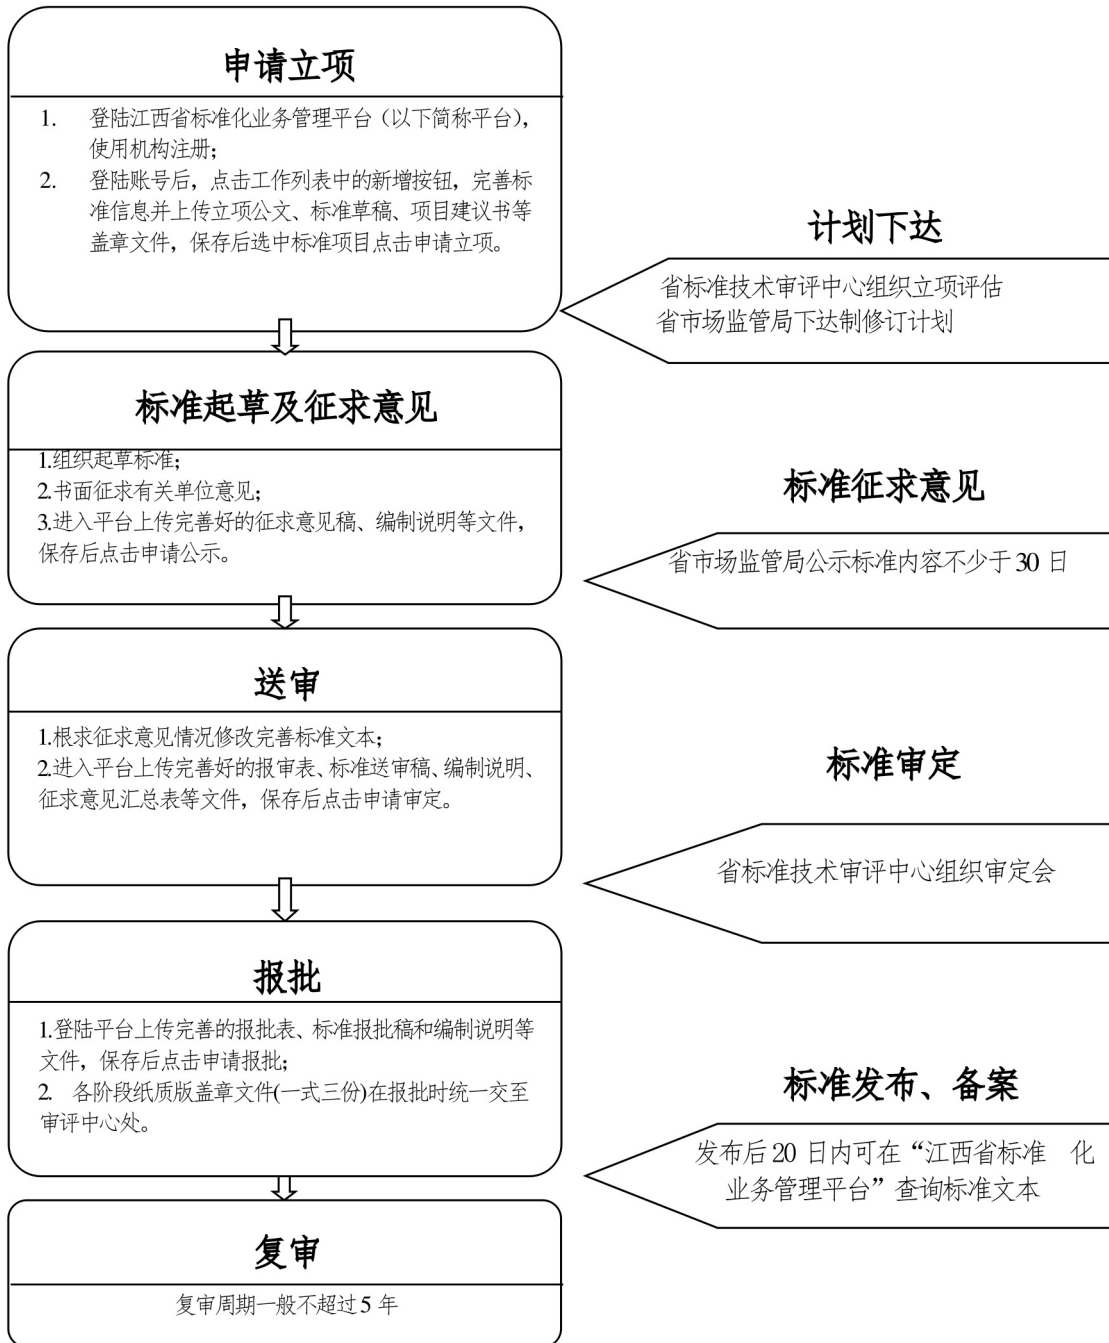 申请立项
1. 登陆江西省标准化业务管理平台（以下简称平台），
使用机构注册；
2. 登陆账号后，点击工作列表中的新增按钮，完善标
准信息并上传立项公文、标准草稿、项目建议书等
盖章文件，保存后选中标准项目点击申请立项。
计划下达
省标准技术审评中心组织立项评估
省市场监管局下达制修订计划
标准起草及征求意见
1.组织起草标准；
2.书面征求有关单位意见；
3.进入平台上传完善好的征求意见稿、编制说明等文件，
保存后点击申请公示。
标准征求意见
省市场监管局公示标准内容不少于 30 日
送审
1.根求征求意见情况修改完善标准文本；
2.进入平台上传完善好的报审表、标准送审稿、编制说明、
征求意见汇总表等文件，保存后点击申请审定。
标准审定
省标准技术审评中心组织审定会
报批
1.登陆平台上传完善的报批表、标准报批稿和编制说明等
文件，保存后点击申请报批；
2. 各阶段纸质版盖章文件(一式三份)在报批时统一交至
审评中心处。
标准发布、备案
发布后 20 日内可在“江西省标准 化
业务管理平台”查询标准文本
复审
复审周期一般不超过 5 年